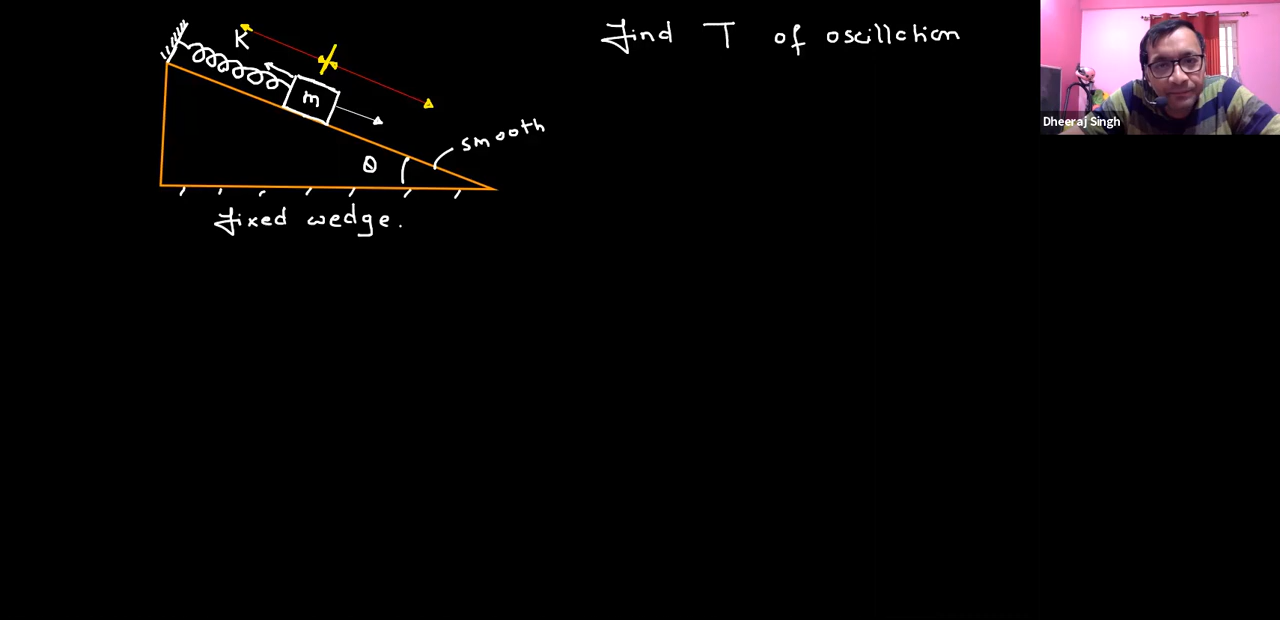 Find T of oscillation
K
m
smooth
θ
fixed wedge.
Dheeraj Singh